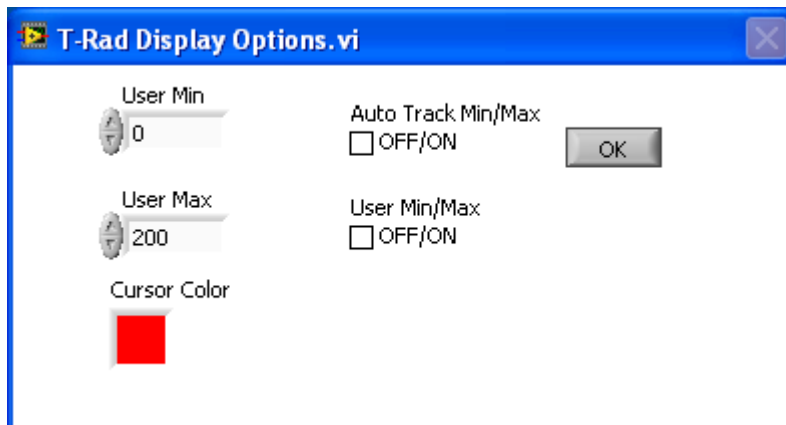 T-Rad Display Options.vi
User Min
0
Auto Track Min/Max
OFF/ON
OK
User Max
200
User Min/Max
OFF/ON
Cursor Color